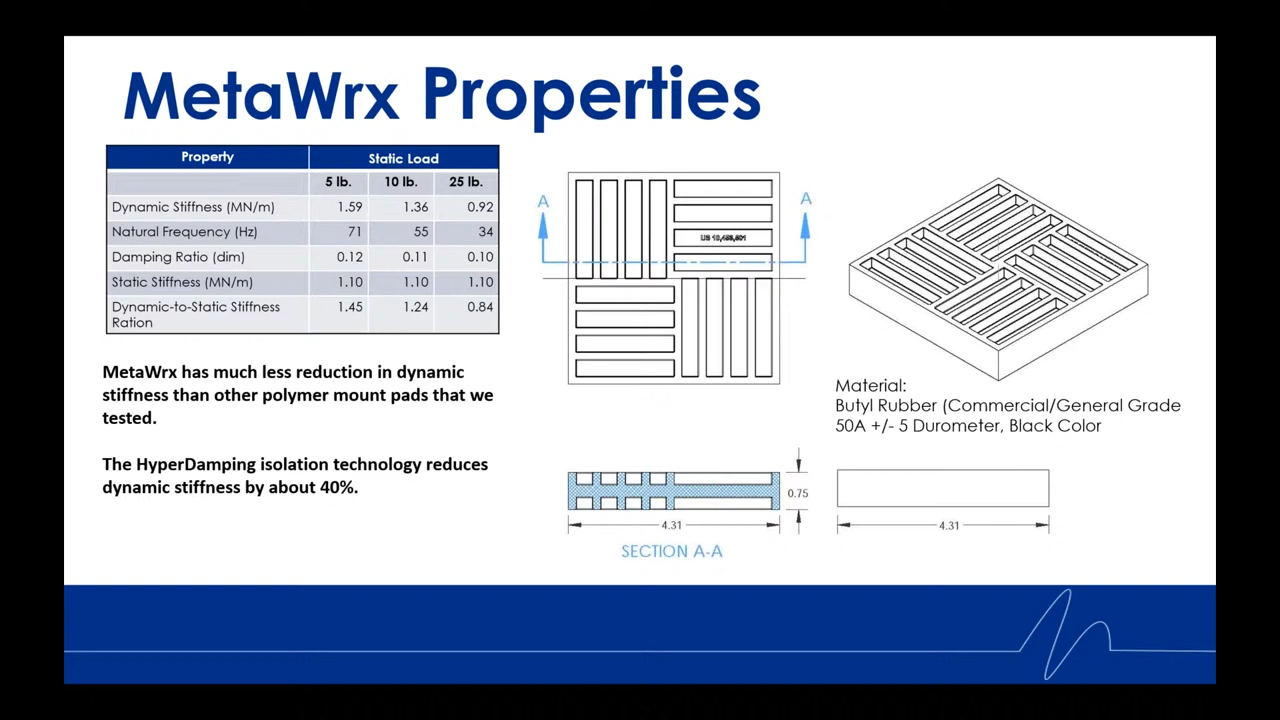 MetaWrx Properties
Property Static Load
5 lb. 10 lb. 25 lb.
Dynamic Stiffness (MN/m) 1.59 1.36 0.92
Natural Frequency (Hz) 71 55 34
Damping Ratio (dim) 0.12 0.11 0.10
Static Stiffness (MN/m) 1.10 1.10 1.10
Dynamic-to-Static Stiffness 1.45 1.24 0.84
Ration
MetaWrx has much less reduction in dynamic
stiffness than other polymer mount pads that we
tested.
The HyperDamping isolation technology reduces
dynamic stiffness by about 40%.
A A
US
Material:
Butyl Rubber (Commercial/General Grade
50A +/- 5 Durometer, Black Color
0.75
4.31
SECTION A-A
4.31